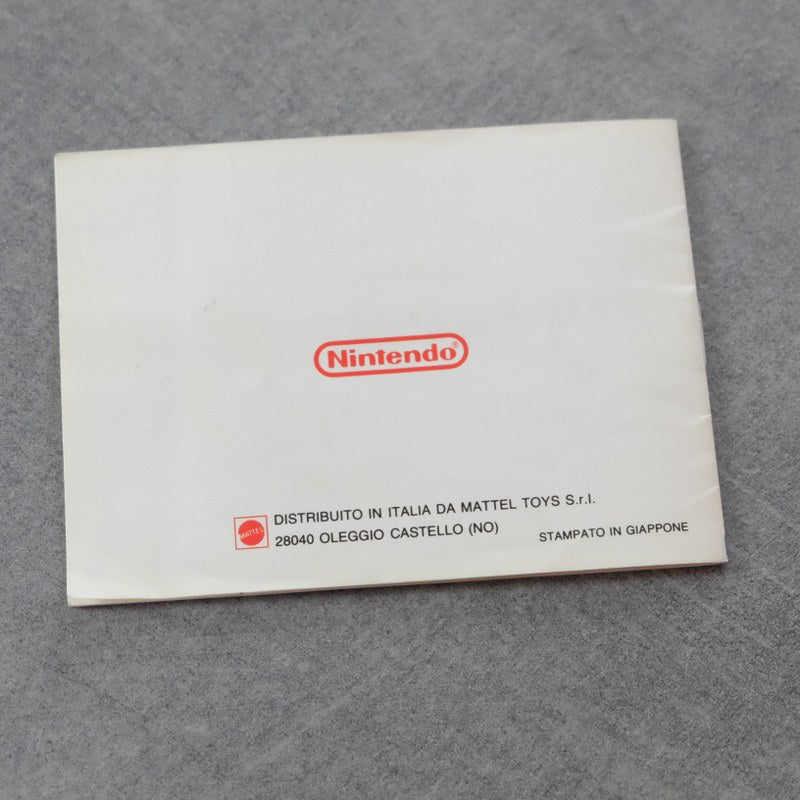 Nintendo®
MATTEL
DISTRIBUITO IN ITALIA DA MATTEL TOYS S.r.l.
28040 OLEGGIO CASTELLO (NO)
STAMPATO IN GIAPPONE